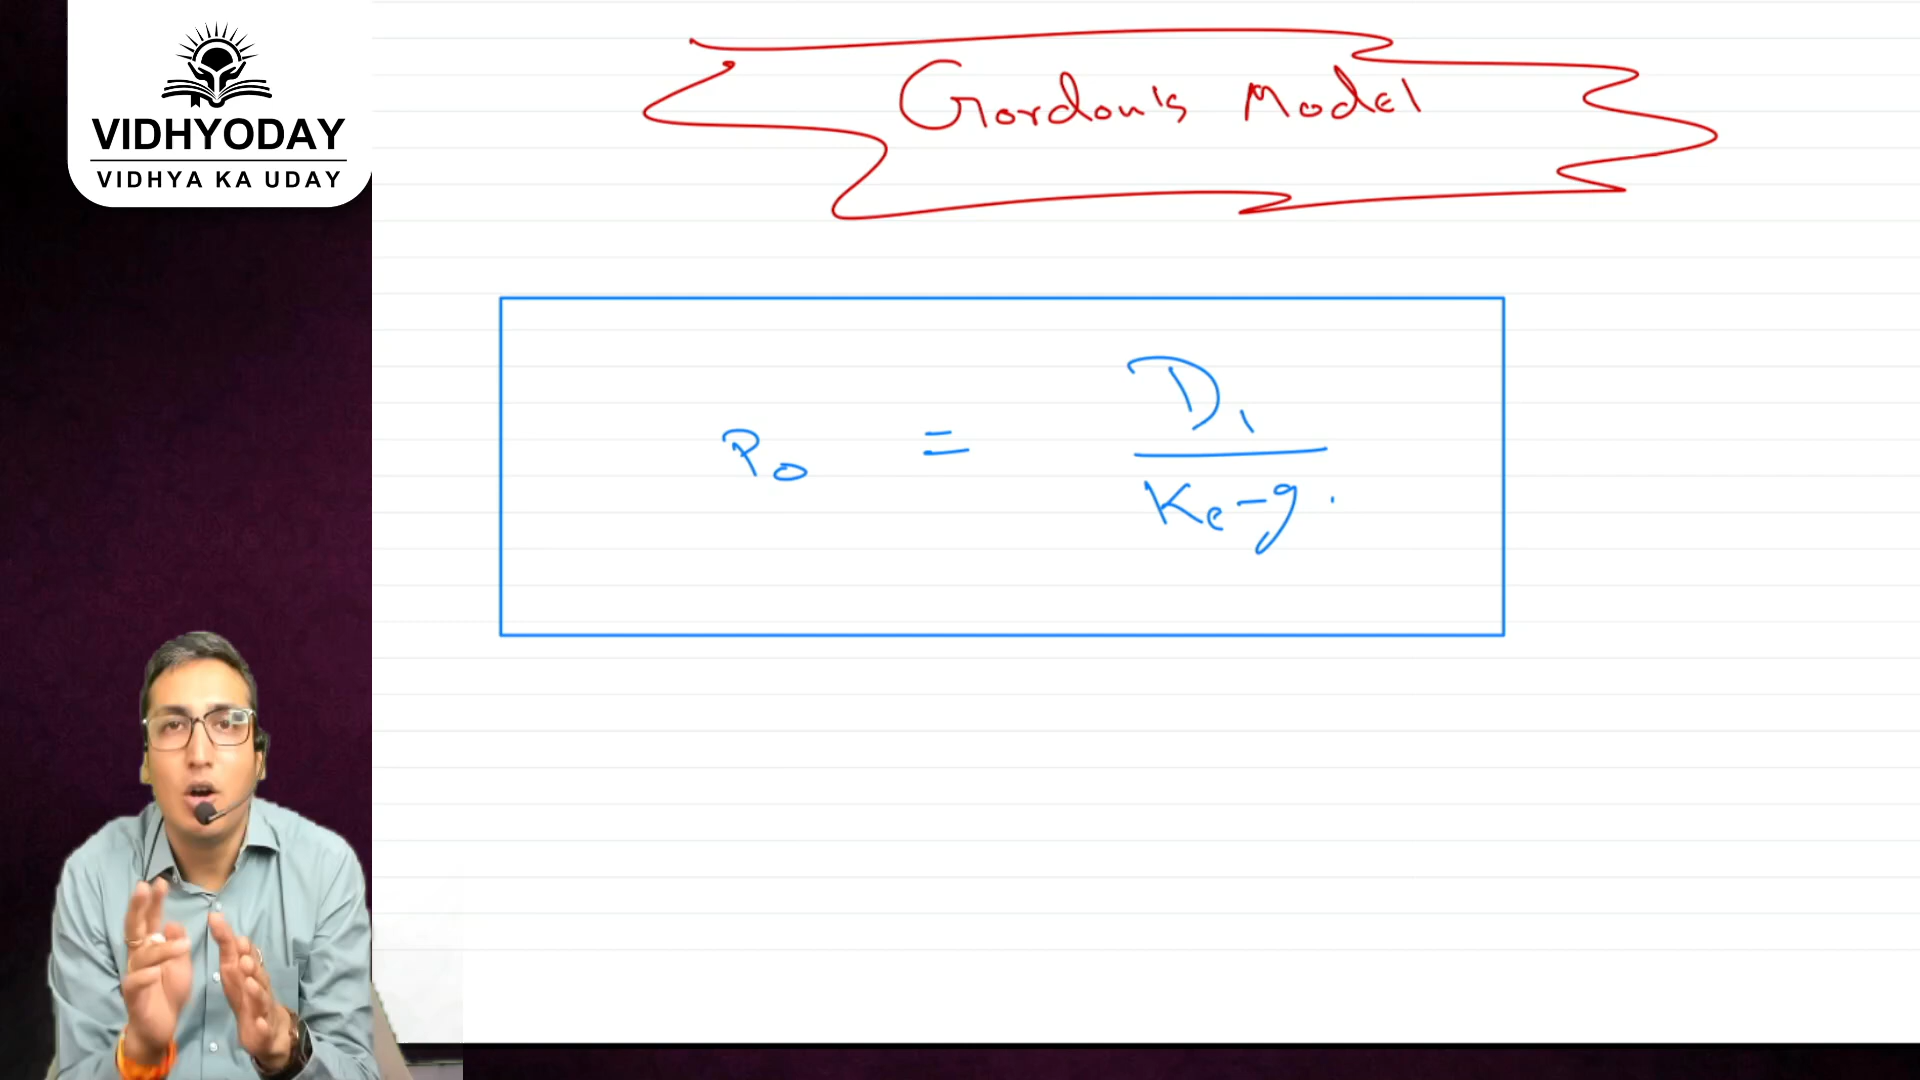 VIDHYODAY
VIDHYA KA UDAY
Gordon's Model
P₀ = D₁
Ke-g.